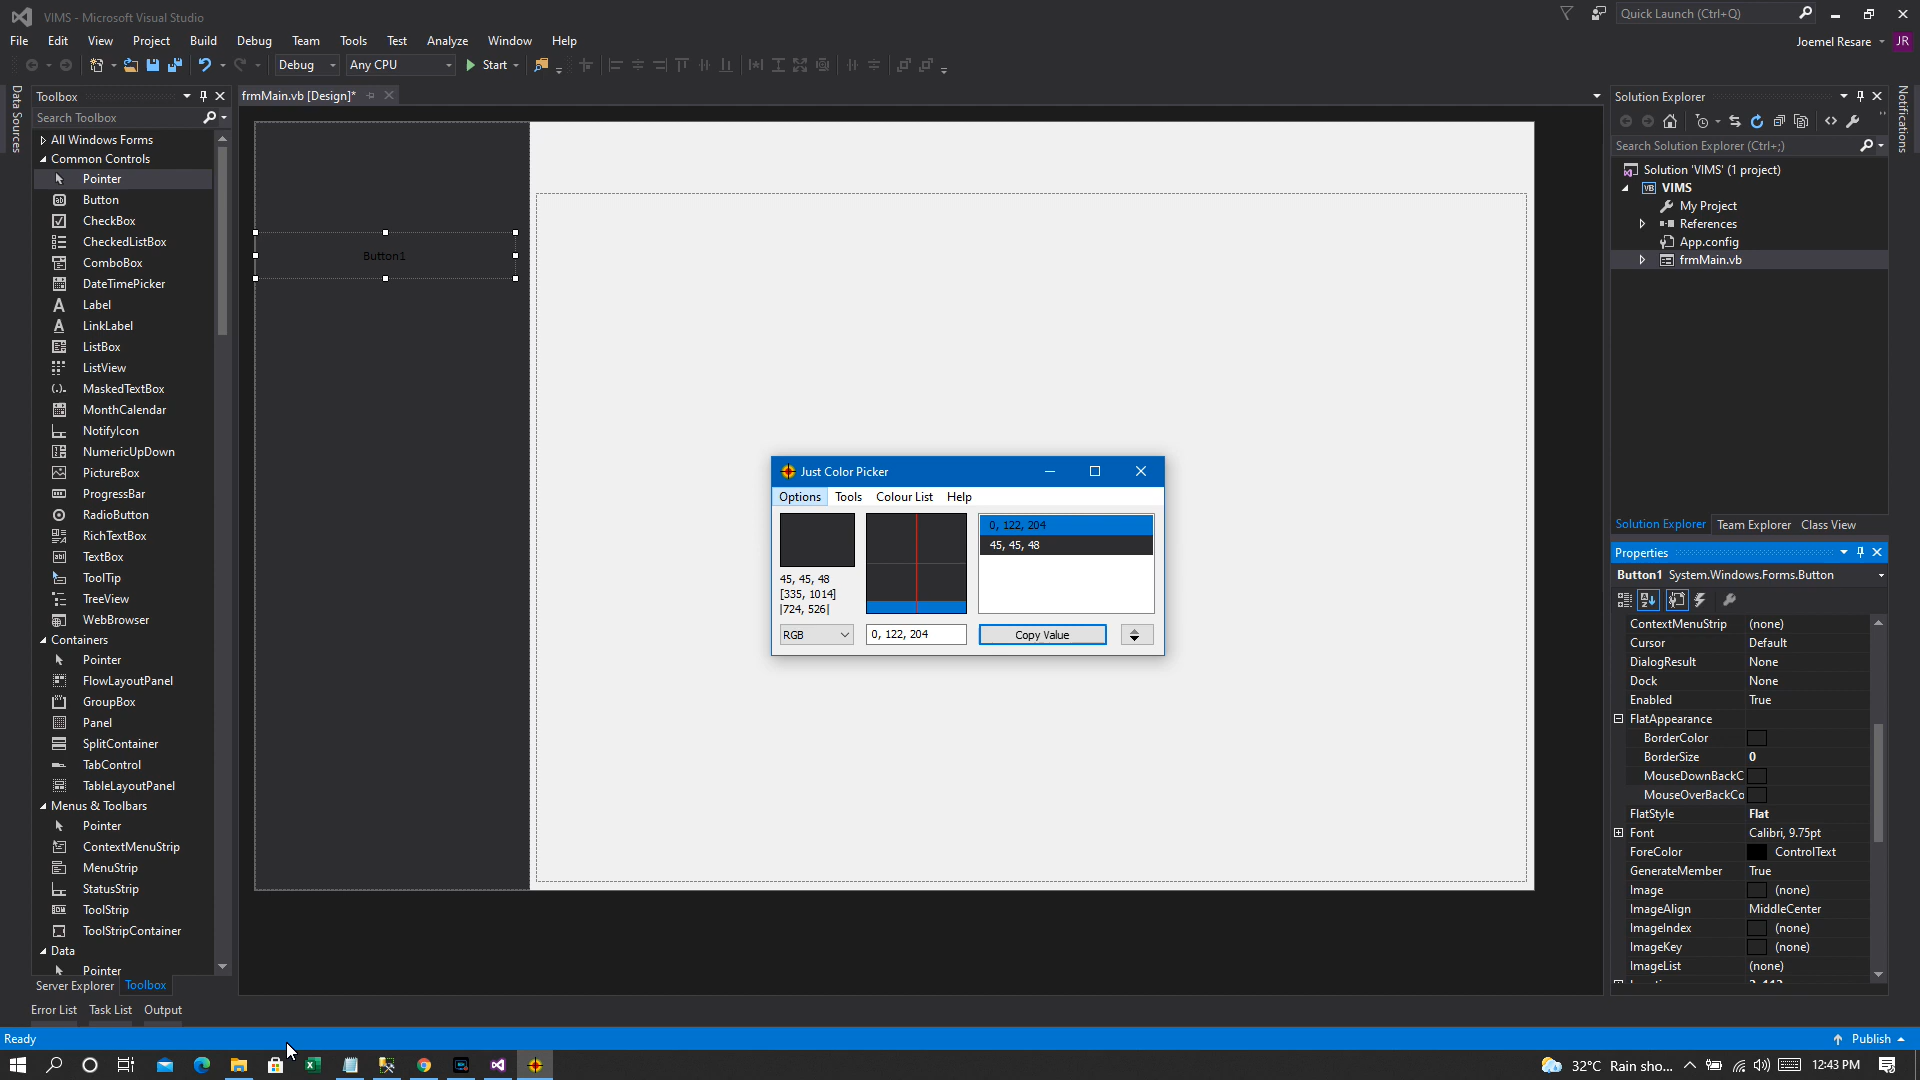 VIMS - Microsoft Visual Studio
Quick Launch (Ctrl+Q)
File Edit View Project Build Debug Team Tools Test Analyze Window Help
Joemel Resare JR
Debug Any CPU Start
Data Sources
Toolbox
Search Toolbox
All Windows Forms
Common Controls
Pointer
Button
CheckBox
CheckedListBox
ComboBox
DateTimePicker
Label
LinkLabel
ListBox
ListView
MaskedTextBox
MonthCalendar
NotifyIcon
NumericUpDown
PictureBox
ProgressBar
RadioButton
RichTextBox
TextBox
ToolTip
TreeView
WebBrowser
Containers
Pointer
FlowLayoutPanel
GroupBox
Panel
SplitContainer
TabControl
TableLayoutPanel
Menus & Toolbars
Pointer
ContextMenuStrip
MenuStrip
StatusStrip
ToolStrip
ToolStripContainer
Data
Pointer
Server Explorer Toolbox
Error List Task List Output
frmMain.vb [Design]*
Button1
Just Color Picker
Options Tools Colour List Help
45, 45, 48
[335, 1014]
|724, 526|
RGB
0, 122, 204
0, 122, 204
45, 45, 48
Copy Value
Solution Explorer
Search Solution Explorer (Ctrl+;)
Solution 'VIMS' (1 project)
VB VIMS
My Project
References
App.config
frmMain.vb
Solution Explorer Team Explorer Class View
Notifications
Properties
Button1 System.Windows.Forms.Button
ContextMenuStrip (none)
Cursor Default
DialogResult None
Dock None
Enabled True
FlatAppearance
BorderColor
BorderSize 0
MouseDownBackC
MouseOverBackCo
FlatStyle Flat
Font Calibri, 9.75pt
ForeColor ControlText
GenerateMember True
Image (none)
ImageAlign MiddleCenter
ImageIndex (none)
ImageKey (none)
ImageList (none)
Ready
Publish
32°C Rain sho...
12:43 PM